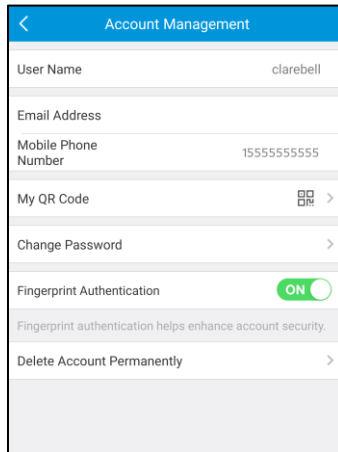 Account Management
User Name clarebell
Email Address
Mobile Phone
Number 15555555555
My QR Code
Change Password
Fingerprint Authentication ON
Fingerprint authentication helps enhance account security.
Delete Account Permanently